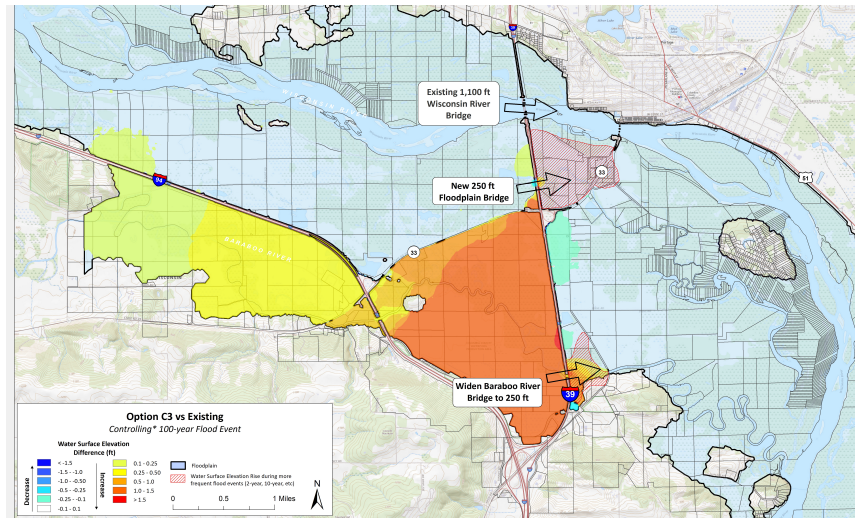 39
Existing 1,100 ft
Wisconsin River
Bridge
WISCONSIN RIVER
51
33
New 250 ft
Floodplain Bridge
94
BARABOO RIVER
33
Widen Baraboo River
Bridge to 250 ft
39
Option C3 vs Existing
Controlling* 100-year Flood Event
Water Surface Elevation
Difference (ft)
Decrease
< -1.5
-1.5 - -1.0
-1.0 - -0.50
-0.5 - -0.25
-0.25 - -0.1
-0.1 - 0.1
Increase
0.1 - 0.25
0.25 - 0.50
0.5 - 1.0
1.0 - 1.5
> 1.5
Floodplain
Water Surface Elevation Rise during more
frequent flood events (2-year, 10-year, etc)
0 0.5 1 Miles
N